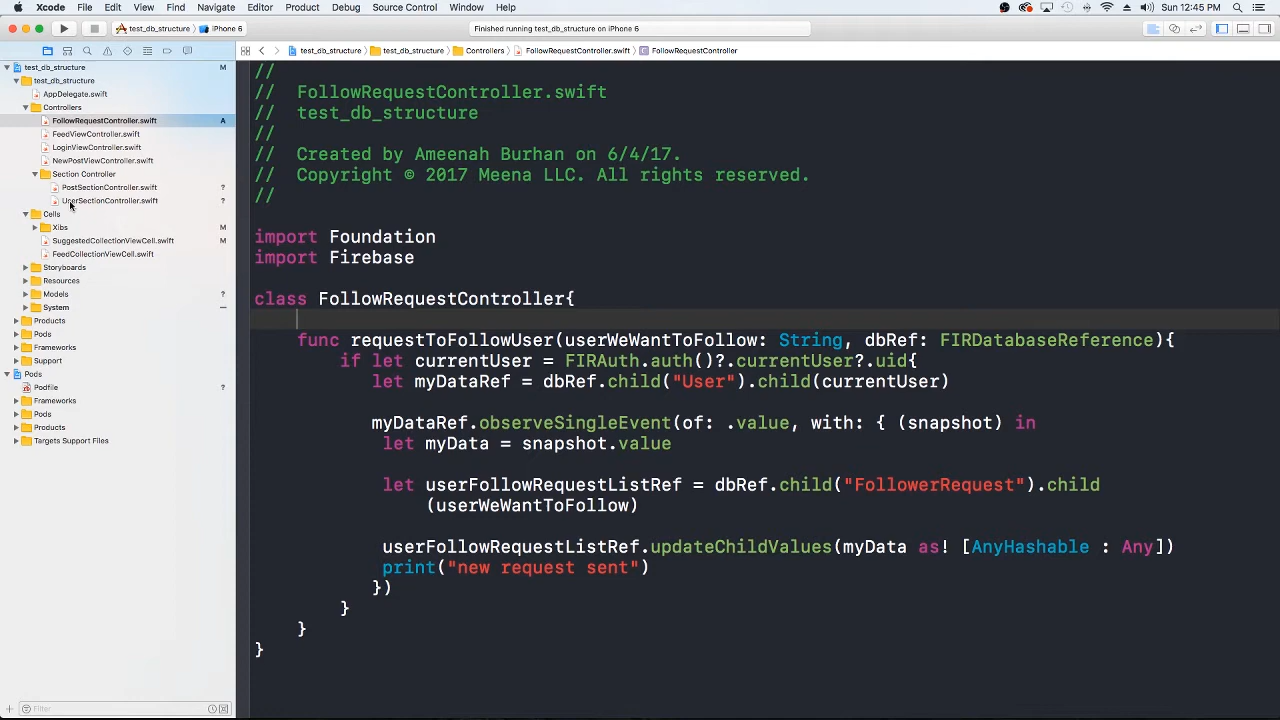 Xcode File Edit View Find Navigate Editor Product Debug Source Control Window Help Sun 12:45 PM
test_db_structure iPhone 6 Finished running test_db_structure on iPhone 6
test_db_structure test_db_structure Controllers FollowRequestController.swift C FollowRequestController
test_db_structure M
test_db_structure
AppDelegate.swift
Controllers
FollowRequestController.swift A
FeedViewController.swift
LoginViewController.swift
NewPostViewController.swift
Section Controller
PostSectionController.swift ?
UserSectionController.swift ?
Cells
Xibs M
SuggestedCollectionViewCell.swift M
FeedCollectionViewCell.swift
Storyboards
Resources
Models ?
System
Products
Pods
Frameworks
Support
Pods
Podfile ?
Frameworks
Pods
Products
Targets Support Files
Filter
//
// FollowRequestController.swift
// test_db_structure
//
// Created by Ameenah Burhan on 6/4/17.
// Copyright © 2017 Meena LLC. All rights reserved.
//
import Foundation
import Firebase
class FollowRequestController{
func requestToFollowUser(userWeWantToFollow: String, dbRef: FIRDatabaseReference){
if let currentUser = FIRAuth.auth()?.currentUser?.uid{
let myDataRef = dbRef.child("User").child(currentUser)
myDataRef.observeSingleEvent(of: .value, with: { (snapshot) in
let myData = snapshot.value
let userFollowRequestListRef = dbRef.child("FollowerRequest").child
(userWeWantToFollow)
userFollowRequestListRef.updateChildValues(myData as! [AnyHashable : Any])
print("new request sent")
})
}
}
}